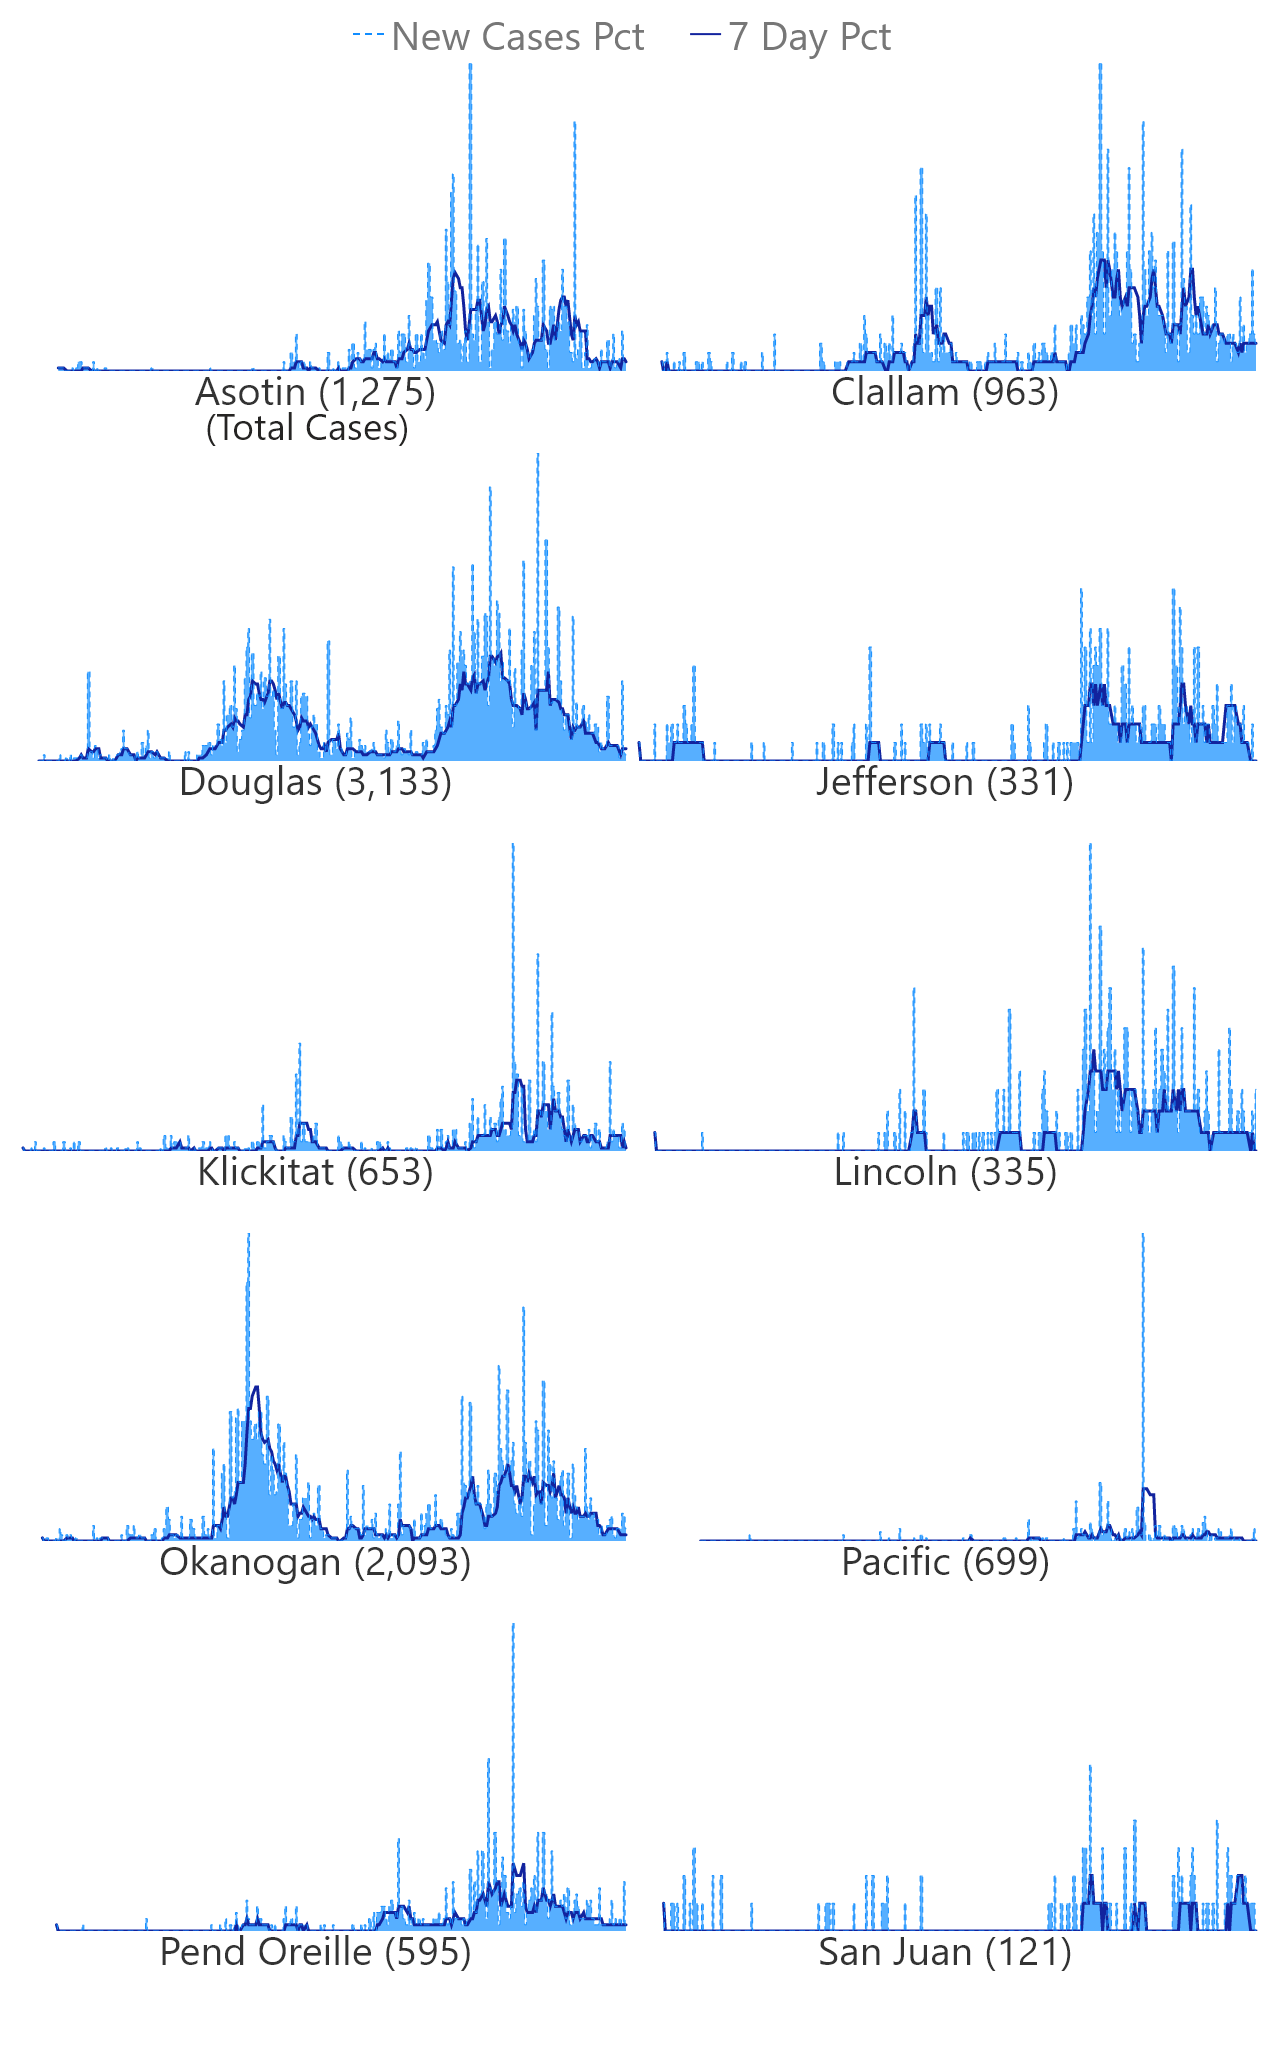 New Cases Pct 7 Day Pct
Asotin (1,275) Clallam (963)
(Total Cases)
Douglas (3,133) Jefferson (331)
Klickitat (653) Lincoln (335)
Okanogan (2,093) Pacific (699)
Pend Oreille (595) San Juan (121)